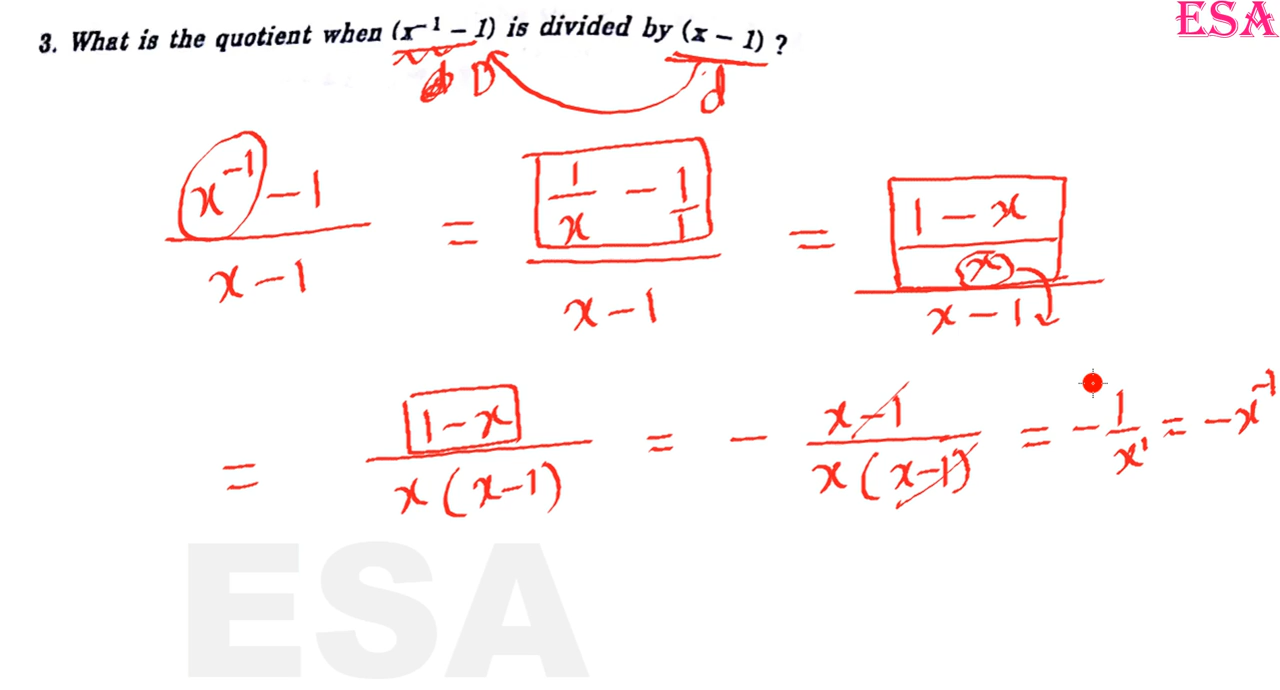 ESA
3. What is the quotient when (x⁻¹ − 1) is divided by (x − 1) ?
D d
(x⁻¹ − 1)/(x − 1) = (1/x − 1/1)/(x − 1) = ((1 − x)/x)/(x − 1)
= (1 − x)/(x(x − 1)) = − (x − 1)/(x(x − 1)) = − 1/x¹ = −x⁻¹
ESA